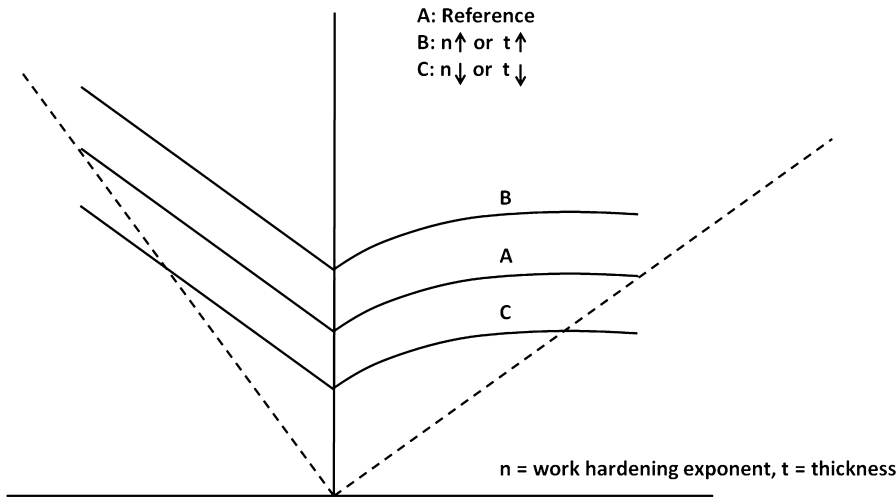 A: Reference
B: n↑ or t↑
C: n↓ or t↓
B
A
C
n = work hardening exponent, t = thickness